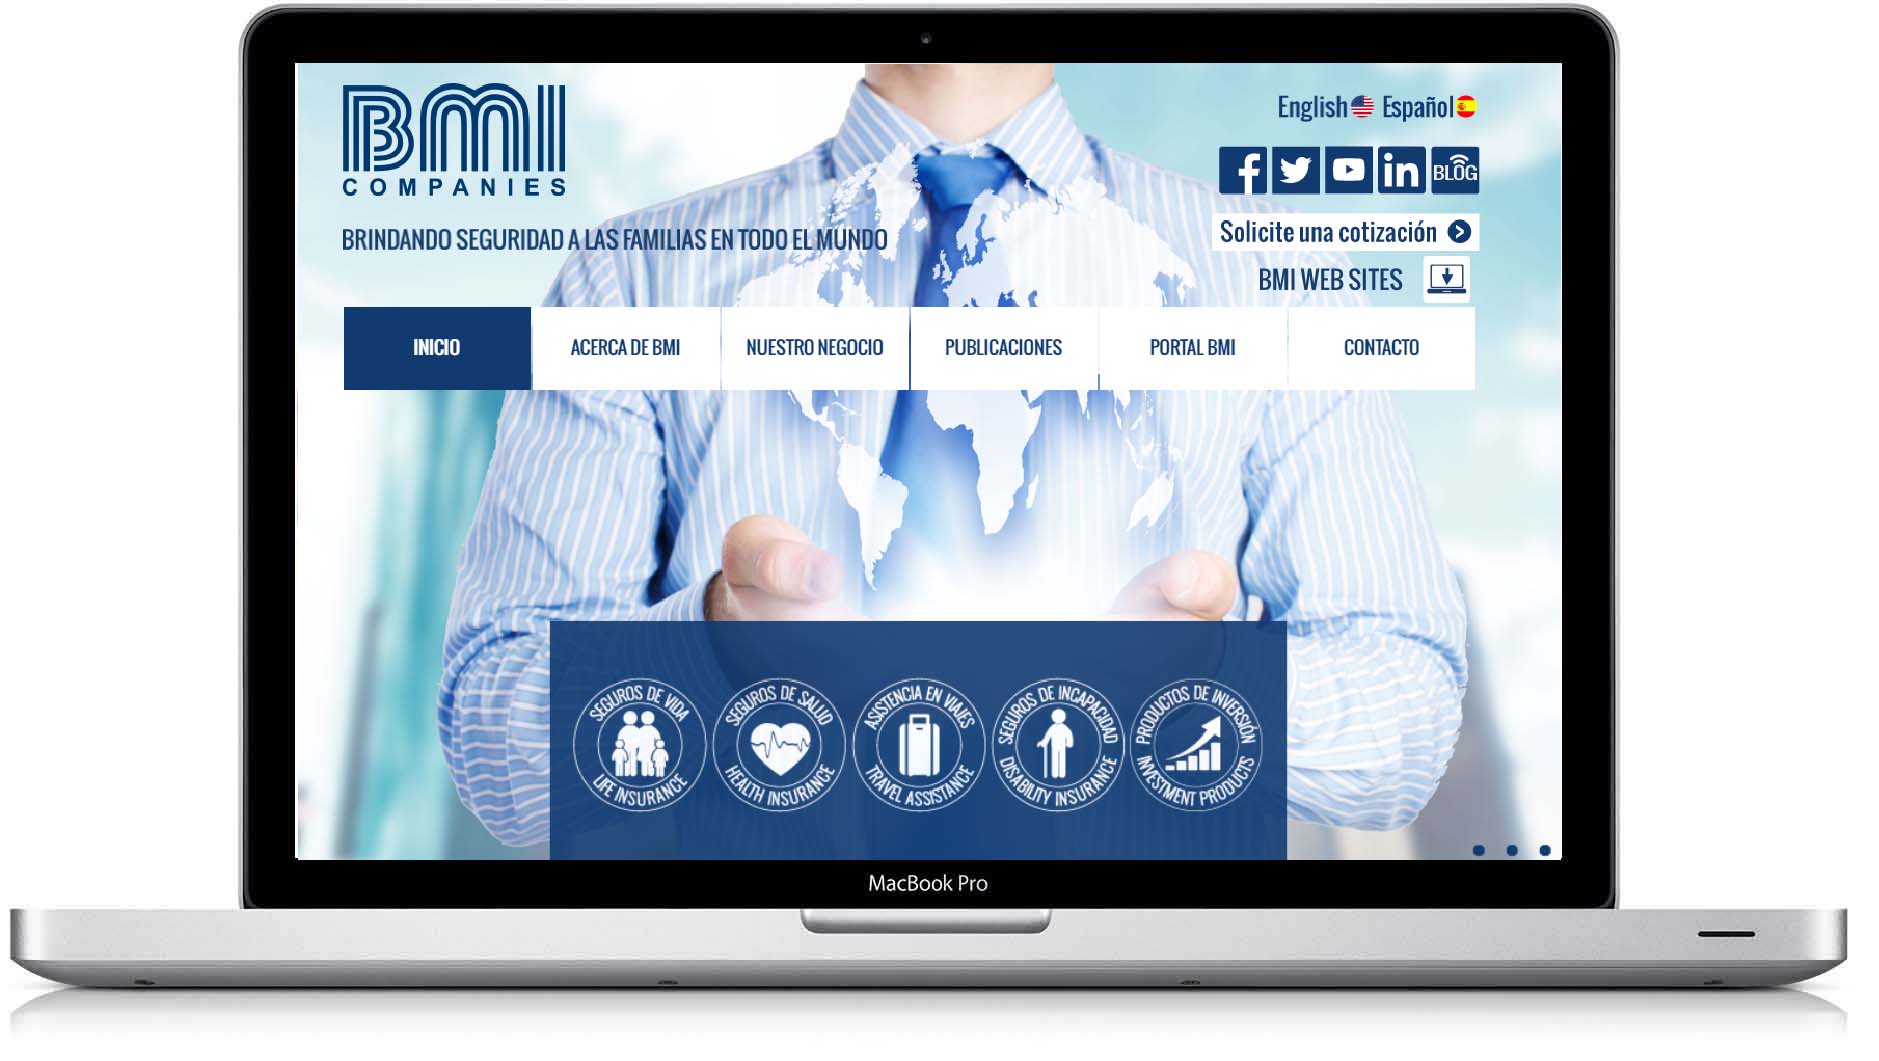 BMI
COMPANIES
BRINDANDO SEGURIDAD A LAS FAMILIAS EN TODO EL MUNDO
English Español
BLOG
Solicite una cotización
BMI WEB SITES
INICIO ACERCA DE BMI NUESTRO NEGOCIO PUBLICACIONES PORTAL BMI CONTACTO
SEGUROS DE VIDA
LIFE INSURANCE
SEGUROS DE SALUD
HEALTH INSURANCE
ASISTENCIA EN VIAJES
TRAVEL ASSISTANCE
SEGUROS DE INCAPACIDAD
DISABILITY INSURANCE
PRODUCTOS DE INVERSIÓN
INVESTMENT PRODUCTS
MacBook Pro